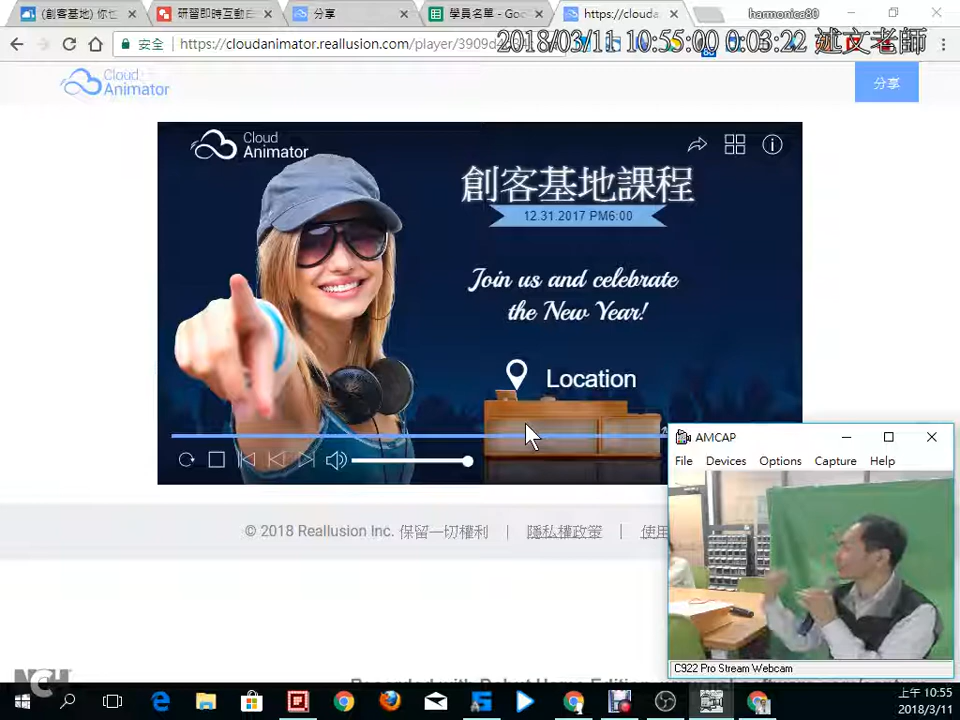 (創客基地) 你也
研習即時互動E
分享
學員名單 - Goo
https://clouda
harmonica80
安全
https://cloudanimator.reallusion.com/player/3909d
2018/03/11 10:55:00 0:03:22 述文老師
Cloud
Animator
分享
Cloud
Animator
創客基地課程
12.31.2017 PM6:00
Join us and celebrate
the New Year!
Location
AMCAP
File Devices Options Capture Help
© 2018 Reallusion Inc. 保留一切權利 | 隱私權政策 | 使用
C922 Pro Stream Webcam
NCH
上午 10:55
2018/3/11